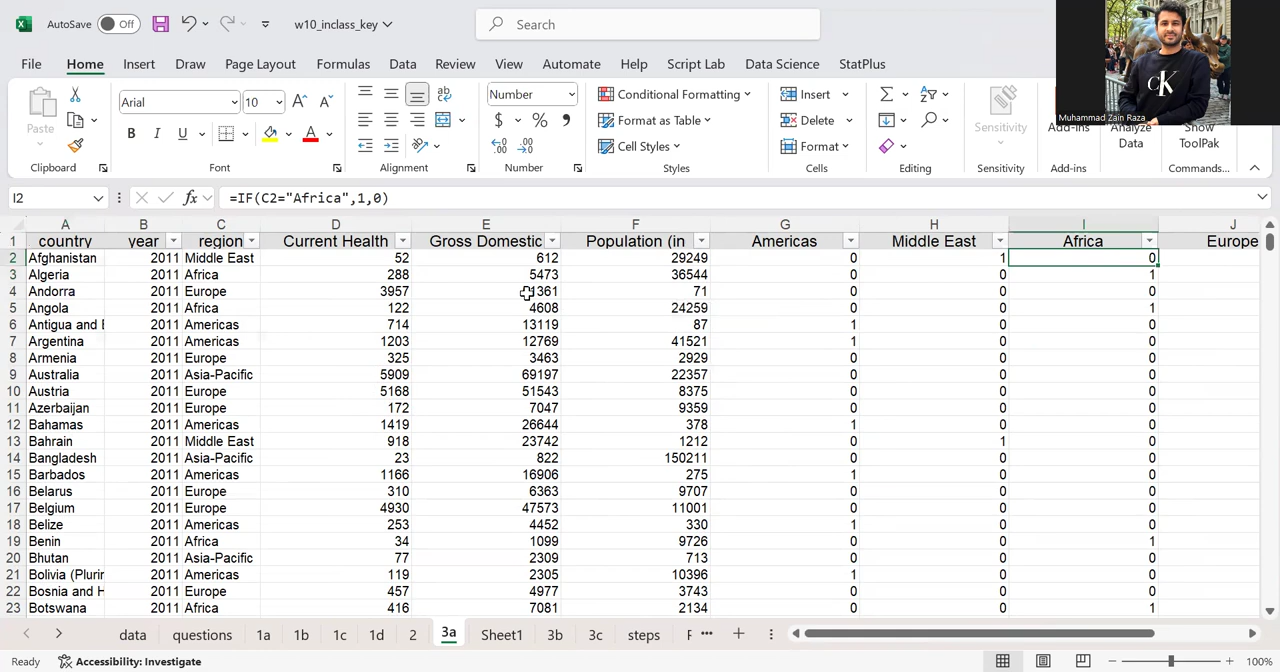 AutoSave Off w10_inclass_key Search
File Home Insert Draw Page Layout Formulas Data Review View Automate Help Script Lab Data Science StatPlus
Arial 10 Number Conditional Formatting Insert
Paste Format as Table Delete Sensitivity Add-ins Analyze Data Show ToolPak
B I U A $ % 9 Cell Styles Format
Clipboard Font Alignment Number Styles Cells Editing Sensitivity Add-ins Commands...
CK
Muhammad Zain Raza
I2 fx =IF(C2="Africa",1,0)
A B C D E F G H I J
1 country year region Current Health Gross Domestic Population (in Americas Middle East Africa Europe
2 Afghanistan 2011 Middle East 52 612 29249 0 1 0
3 Algeria 2011 Africa 288 5473 36544 0 0 1
4 Andorra 2011 Europe 3957 1361 71 0 0 0
5 Angola 2011 Africa 122 4608 24259 0 0 1
6 Antigua and 2011 Americas 714 13119 87 1 0 0
7 Argentina 2011 Americas 1203 12769 41521 1 0 0
8 Armenia 2011 Europe 325 3463 2929 0 0 0
9 Australia 2011 Asia-Pacific 5909 69197 22357 0 0 0
10 Austria 2011 Europe 5168 51543 8375 0 0 0
11 Azerbaijan 2011 Europe 172 7047 9359 0 0 0
12 Bahamas 2011 Americas 1419 26644 378 1 0 0
13 Bahrain 2011 Middle East 918 23742 1212 0 1 0
14 Bangladesh 2011 Asia-Pacific 23 822 150211 0 0 0
15 Barbados 2011 Americas 1166 16906 275 1 0 0
16 Belarus 2011 Europe 310 6363 9707 0 0 0
17 Belgium 2011 Europe 4930 47573 11001 0 0 0
18 Belize 2011 Americas 253 4452 330 1 0 0
19 Benin 2011 Africa 34 1099 9726 0 0 1
20 Bhutan 2011 Asia-Pacific 77 2309 713 0 0 0
21 Bolivia (Plurin 2011 Americas 119 2305 10396 1 0 0
22 Bosnia and H 2011 Europe 457 4977 3743 0 0 0
23 Botswana 2011 Africa 416 7081 2134 0 0 1
data questions 1a 1b 1c 1d 2 3a Sheet1 3b 3c steps
Ready Accessibility: Investigate 100%